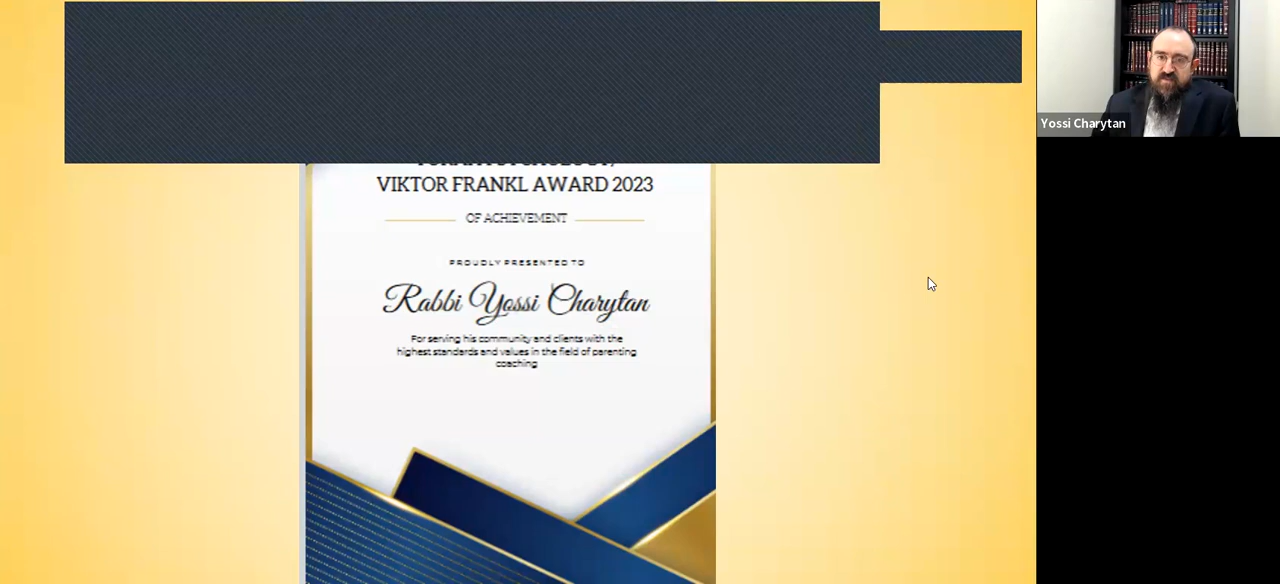 VIKTOR FRANKL AWARD 2023
OF ACHIEVEMENT
PROUDLY PRESENTED TO
Rabbi Yossi Charytan
For serving his community and clients with the
highest standards and values in the field of parenting
coaching
Yossi Charytan